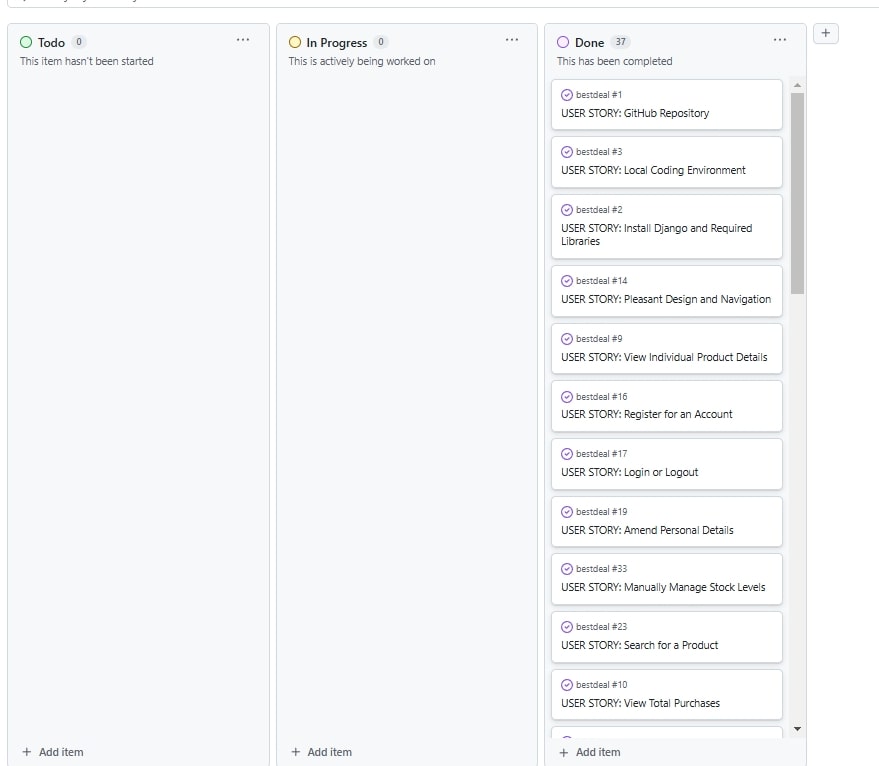 Todo 0
This item hasn't been started
Add item
In Progress 0
This is actively being worked on
Add item
Done 37
This has been completed
bestdeal #1
USER STORY: GitHub Repository
bestdeal #3
USER STORY: Local Coding Environment
bestdeal #2
USER STORY: Install Django and Required
Libraries
bestdeal #14
USER STORY: Pleasant Design and Navigation
bestdeal #9
USER STORY: View Individual Product Details
bestdeal #16
USER STORY: Register for an Account
bestdeal #17
USER STORY: Login or Logout
bestdeal #19
USER STORY: Amend Personal Details
bestdeal #33
USER STORY: Manually Manage Stock Levels
bestdeal #23
USER STORY: Search for a Product
bestdeal #10
USER STORY: View Total Purchases
Add item